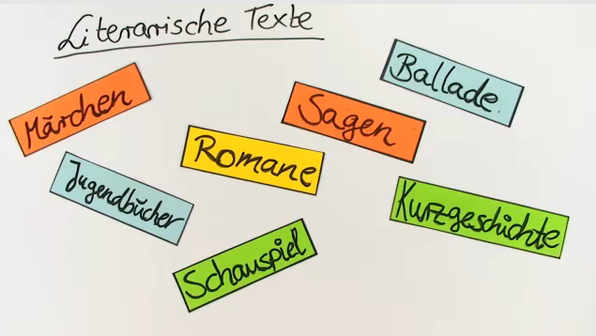 Literarische Texte
Ballade.
Märchen
Sagen
Romane
Jugendbücher
Kurzgeschichte
Schauspiel